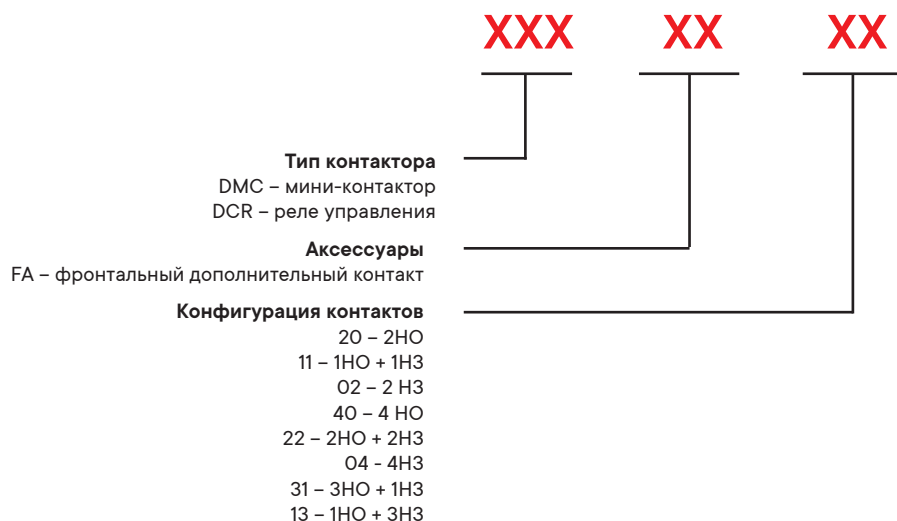 XXX XX XX
Тип контактора
DMC – мини-контактор
DCR – реле управления
Аксессуары
FA – фронтальный дополнительный контакт
Конфигурация контактов
20 – 2НО
11 – 1НО + 1НЗ
02 – 2 НЗ
40 – 4 НО
22 – 2НО + 2НЗ
04 - 4НЗ
31 – 3НО + 1НЗ
13 – 1НО + 3НЗ